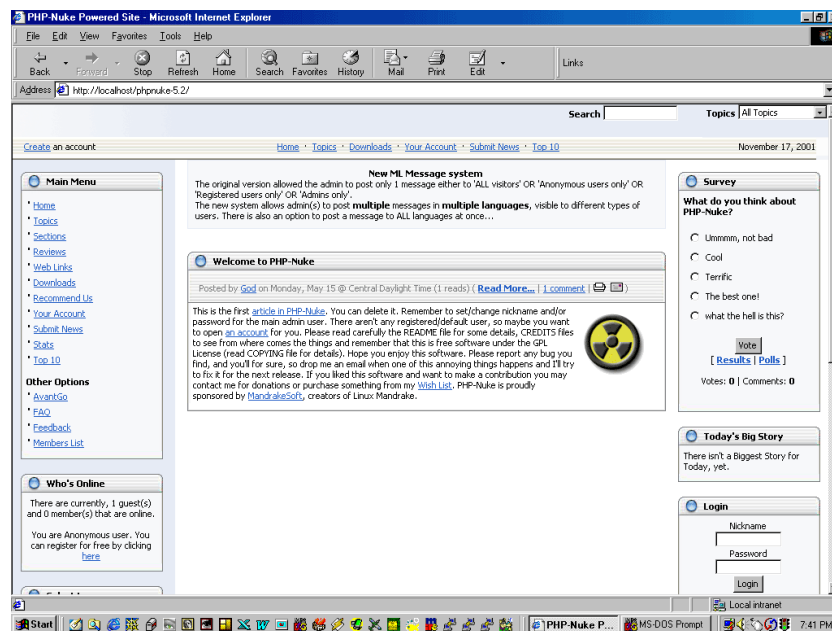 PHP-Nuke Powered Site - Microsoft Internet Explorer
File Edit View Favorites Tools Help
Back Forward Stop Refresh Home Search Favorites History Mail Print Edit Links
Address http://localhost/phpnuke-5.2/
Search Topics All Topics
Create an account Home · Topics · Downloads · Your Account · Submit News · Top 10 November 17, 2001
Main Menu
Home
Topics
Sections
Reviews
Web Links
Downloads
Recommend Us
Your Account
Submit News
Stats
Top 10
Other Options
AvantGo
FAQ
Feedback
Members List
Who's Online
There are currently, 1 guest(s)
and 0 member(s) that are online.
You are Anonymous user. You
can register for free by clicking
here
New ML Message system
The original version allowed the admin to post only 1 message either to 'ALL visitors' OR 'Anonymous users only' OR
'Registered users only' OR 'Admins only'.
The new system allows admin(s) to post multiple messages in multiple languages, visible to different types of
users. There is also an option to post a message to ALL languages at once...
Welcome to PHP-Nuke
Posted by God on Monday, May 15 @ Central Daylight Time (1 reads) ( Read More... | 1 comment | )
This is the first article in PHP-Nuke. You can delete it. Remember to set/change nickname and/or
password for the main admin user. There aren't any registered/default user, so maybe you want
to open an account for you. Please read carefully the README file for some details, CREDITS files
to see from where comes the things and remember that this is free software under the GPL
License (read COPYING file for details). Hope you enjoy this software. Please report any bug you
find, and you'll for sure, so drop me an email when one of this annoying things happens and I'll try
to fix it for the next release. If you liked this software and want to make a contribution you may
contact me for donations or purchase something from my Wish List. PHP-Nuke is proudly
sponsored by MandrakeSoft, creators of Linux Mandrake.
Survey
What do you think about
PHP-Nuke?
Ummmm, not bad
Cool
Terrific
The best one!
what the hell is this?
Vote
[ Results | Polls ]
Votes: 0 | Comments: 0
Today's Big Story
There isn't a Biggest Story for
Today, yet.
Login
Nickname
Password
Login
Local intranet
Start PHP-Nuke P... MS-DOS Prompt 7:41 PM